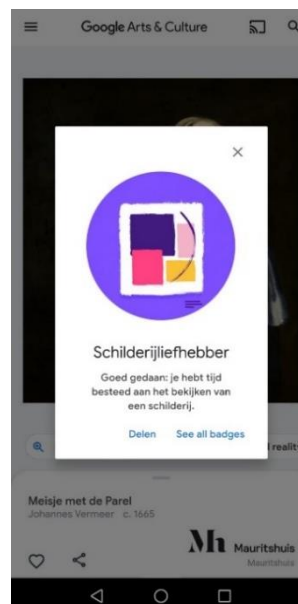 Google Arts & Culture
Schilderijliefhebber
Goed gedaan: je hebt tijd
besteed aan het bekijken van
een schilderij.
Delen See all badges
Meisje met de Parel
Johannes Vermeer c. 1665
Mh Mauritshuis
Mauritshuis